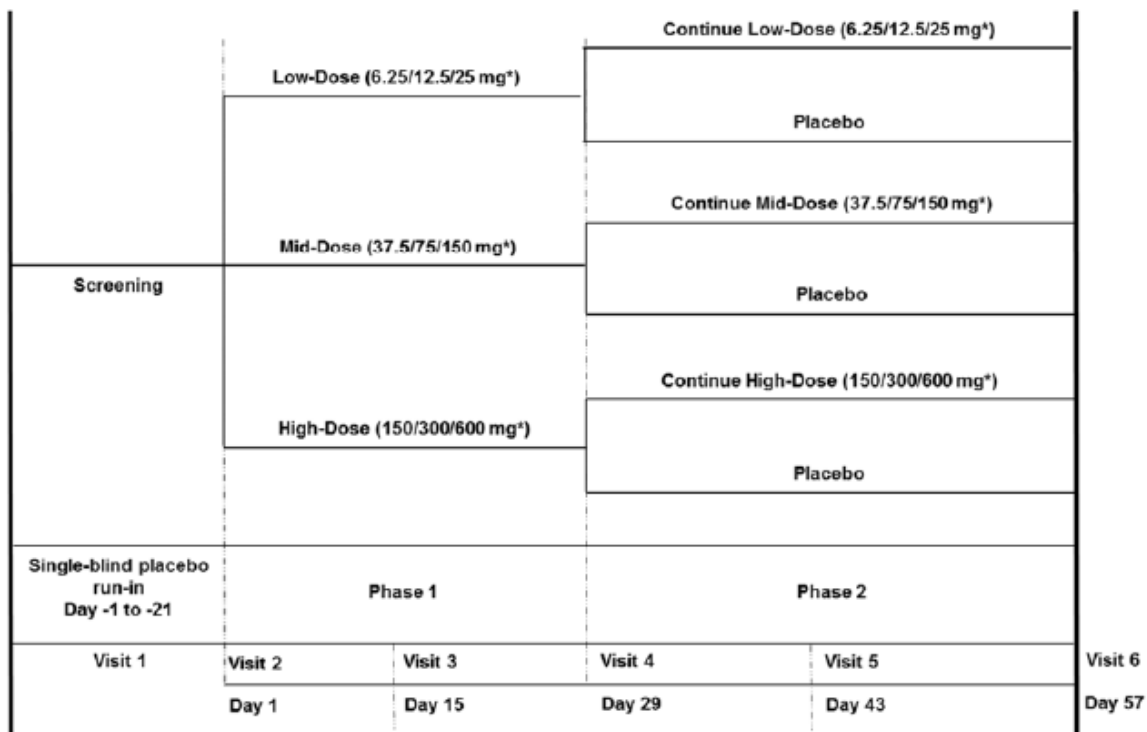 Continue Low-Dose (6.25/12.5/25 mg*)
Low-Dose (6.25/12.5/25 mg*)
Placebo
Continue Mid-Dose (37.5/75/150 mg*)
Mid-Dose (37.5/75/150 mg*)
Screening
Placebo
Continue High-Dose (150/300/600 mg*)
High-Dose (150/300/600 mg*)
Placebo
Single-blind placebo
run-in
Day -1 to -21
Phase 1
Phase 2
Visit 1
Visit 2
Visit 3
Visit 4
Visit 5
Visit 6
Day 1
Day 15
Day 29
Day 43
Day 57